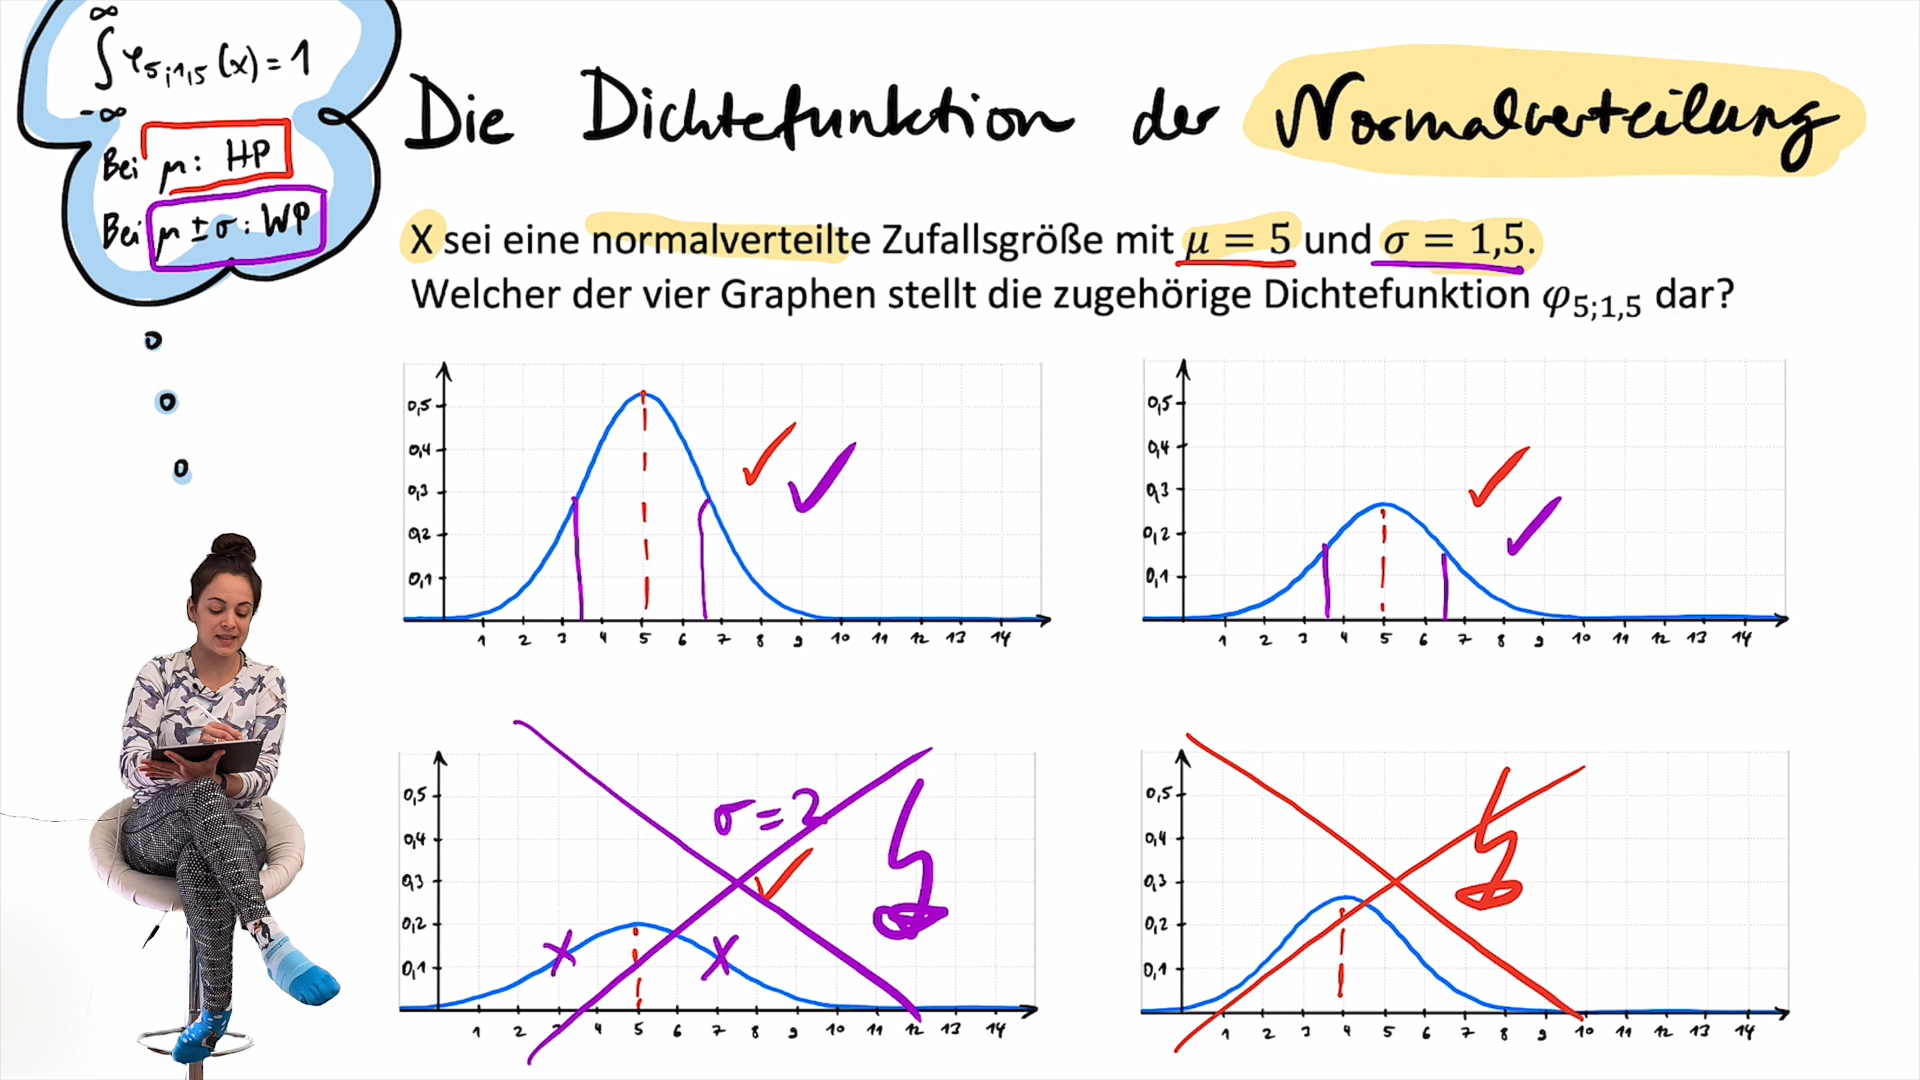 ∞
∫ φ5;1,5 (x) = 1
-∞
Bei μ: HP
Bei μ ± σ: WP
Die Dichtefunktion der Normalverteilung
X sei eine normalverteilte Zufallsgröße mit μ = 5 und σ = 1,5.
Welcher der vier Graphen stellt die zugehörige Dichtefunktion φ5;1,5 dar?
0,5
0,4
0,3
0,2
0,1
1 2 3 4 5 6 7 8 9 10 11 12 13 14
0,5
0,4
0,3
0,2
0,1
1 2 3 4 5 6 7 8 9 10 11 12 13 14
σ = 2
0,5
0,4
0,3
0,2
0,1
1 2 3 4 5 6 7 8 9 10 11 12 13 14
0,5
0,4
0,3
0,2
0,1
1 2 3 4 5 6 7 8 9 10 11 12 13 14